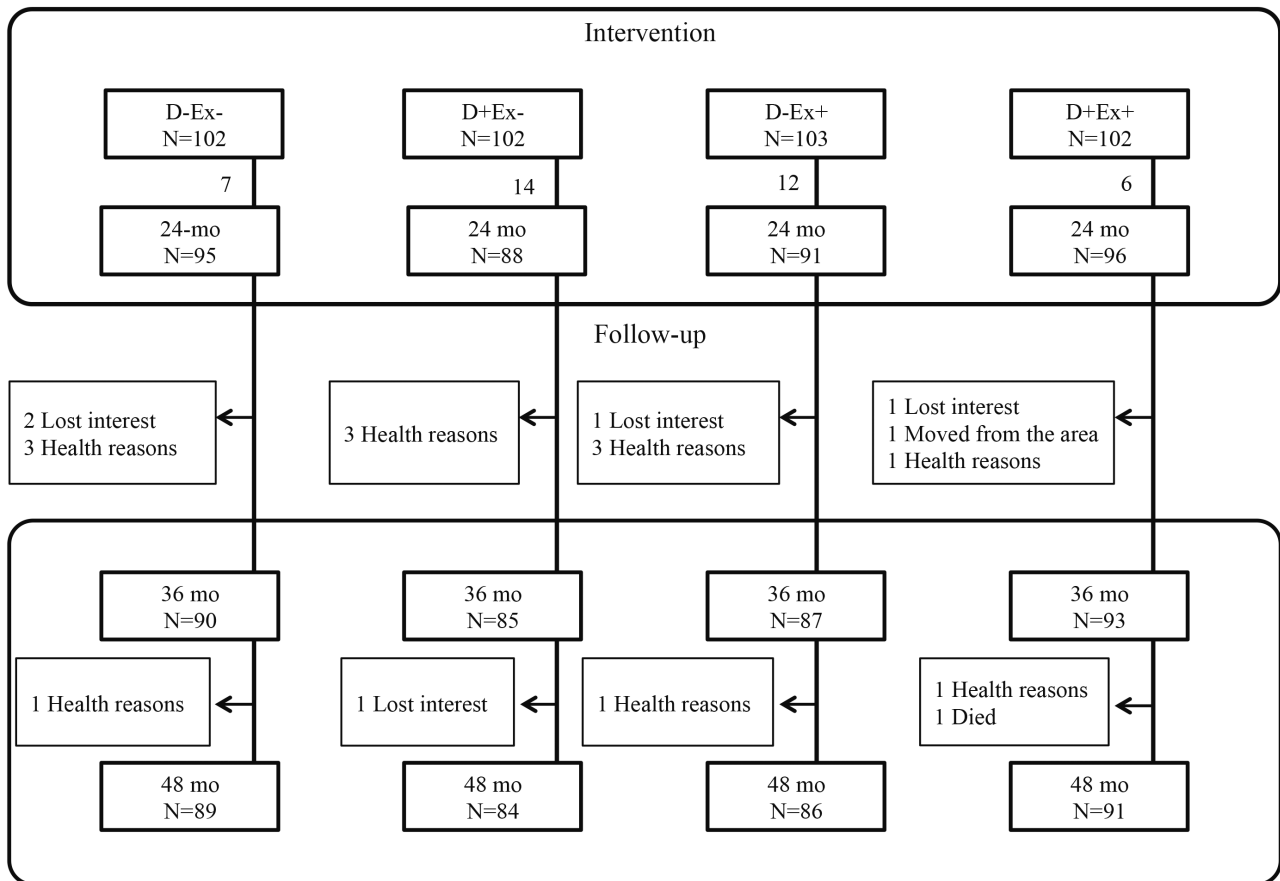 Intervention
D-Ex-
N=102
D+Ex-
N=102
D-Ex+
N=103
D+Ex+
N=102
7
14
12
6
24-mo
N=95
24 mo
N=88
24 mo
N=91
24 mo
N=96
Follow-up
2 Lost interest
3 Health reasons
3 Health reasons
1 Lost interest
3 Health reasons
1 Lost interest
1 Moved from the area
1 Health reasons
36 mo
N=90
36 mo
N=85
36 mo
N=87
36 mo
N=93
1 Health reasons
1 Lost interest
1 Health reasons
1 Health reasons
1 Died
48 mo
N=89
48 mo
N=84
48 mo
N=86
48 mo
N=91